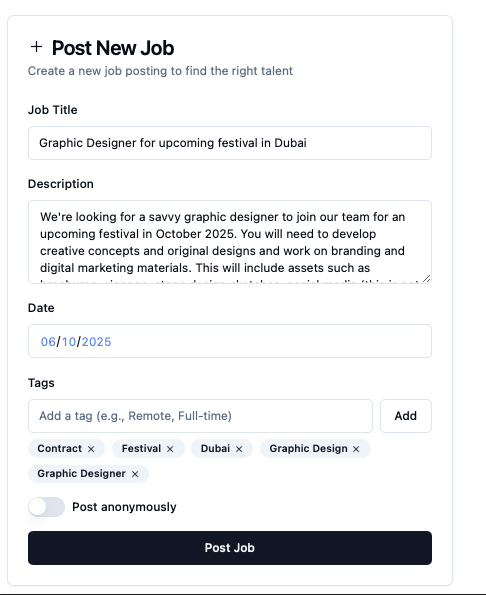 + Post New Job
Create a new job posting to find the right talent
Job Title
Graphic Designer for upcoming festival in Dubai
Description
We're looking for a savvy graphic designer to join our team for an
upcoming festival in October 2025. You will need to develop
creative concepts and original designs and work on branding and
digital marketing materials. This will include assets such as
Date
06/10/2025
Tags
Add a tag (e.g., Remote, Full-time)
Add
Contract × Festival × Dubai × Graphic Design ×
Graphic Designer ×
Post anonymously
Post Job